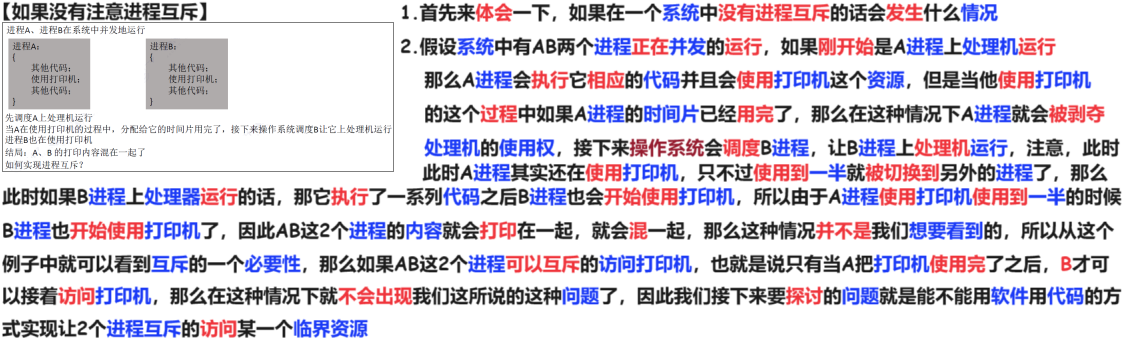 【如果没有注意进程互斥】
进程A、进程B在系统中并发地运行
进程A：
{
其他代码；
使用打印机；
其他代码；
}
进程B：
{
其他代码；
使用打印机；
其他代码；
}
先调度A上处理机运行
当A在使用打印机的过程中，分配给它的时间片用完了，接下来操作系统调度B让它上处理机运行
进程B也在使用打印机
结局：A、B 的打印内容混在一起了
如何实现进程互斥？
1.首先来体会一下，如果在一个系统中没有进程互斥的话会发生什么情况
2.假设系统中有AB两个进程正在并发的运行，如果刚开始是A进程上处理机运行
那么A进程会执行它相应的代码并且会使用打印机这个资源，但是当他使用打印机
的这个过程中如果A进程的时间片已经用完了，那么在这种情况下A进程就会被剥夺
处理机的使用权，接下来操作系统会调度B进程，让B进程上处理机运行，注意，此时
此时A进程其实还在使用打印机，只不过使用到一半就被切换到另外的进程了，那么
此时如果B进程上处理器运行的话，那它执行了一系列代码之后B进程也会开始使用打印机，所以由于A进程使用打印机使用到一半的时候
B进程也开始使用打印机了，因此AB这2个进程的内容就会打印在一起，就会混一起，那么这种情况并不是我们想要看到的，所以从这个
例子中就可以看到互斥的一个必要性，那么如果AB这2个进程可以互斥的访问打印机，也就是说只有当A把打印机使用完了之后，B才可
以接着访问打印机，那么在这种情况下就不会出现我们这所说的这种问题了，因此我们接下来要探讨的问题就是能不能用软件用代码的方
式实现让2个进程互斥的访问某一个临界资源